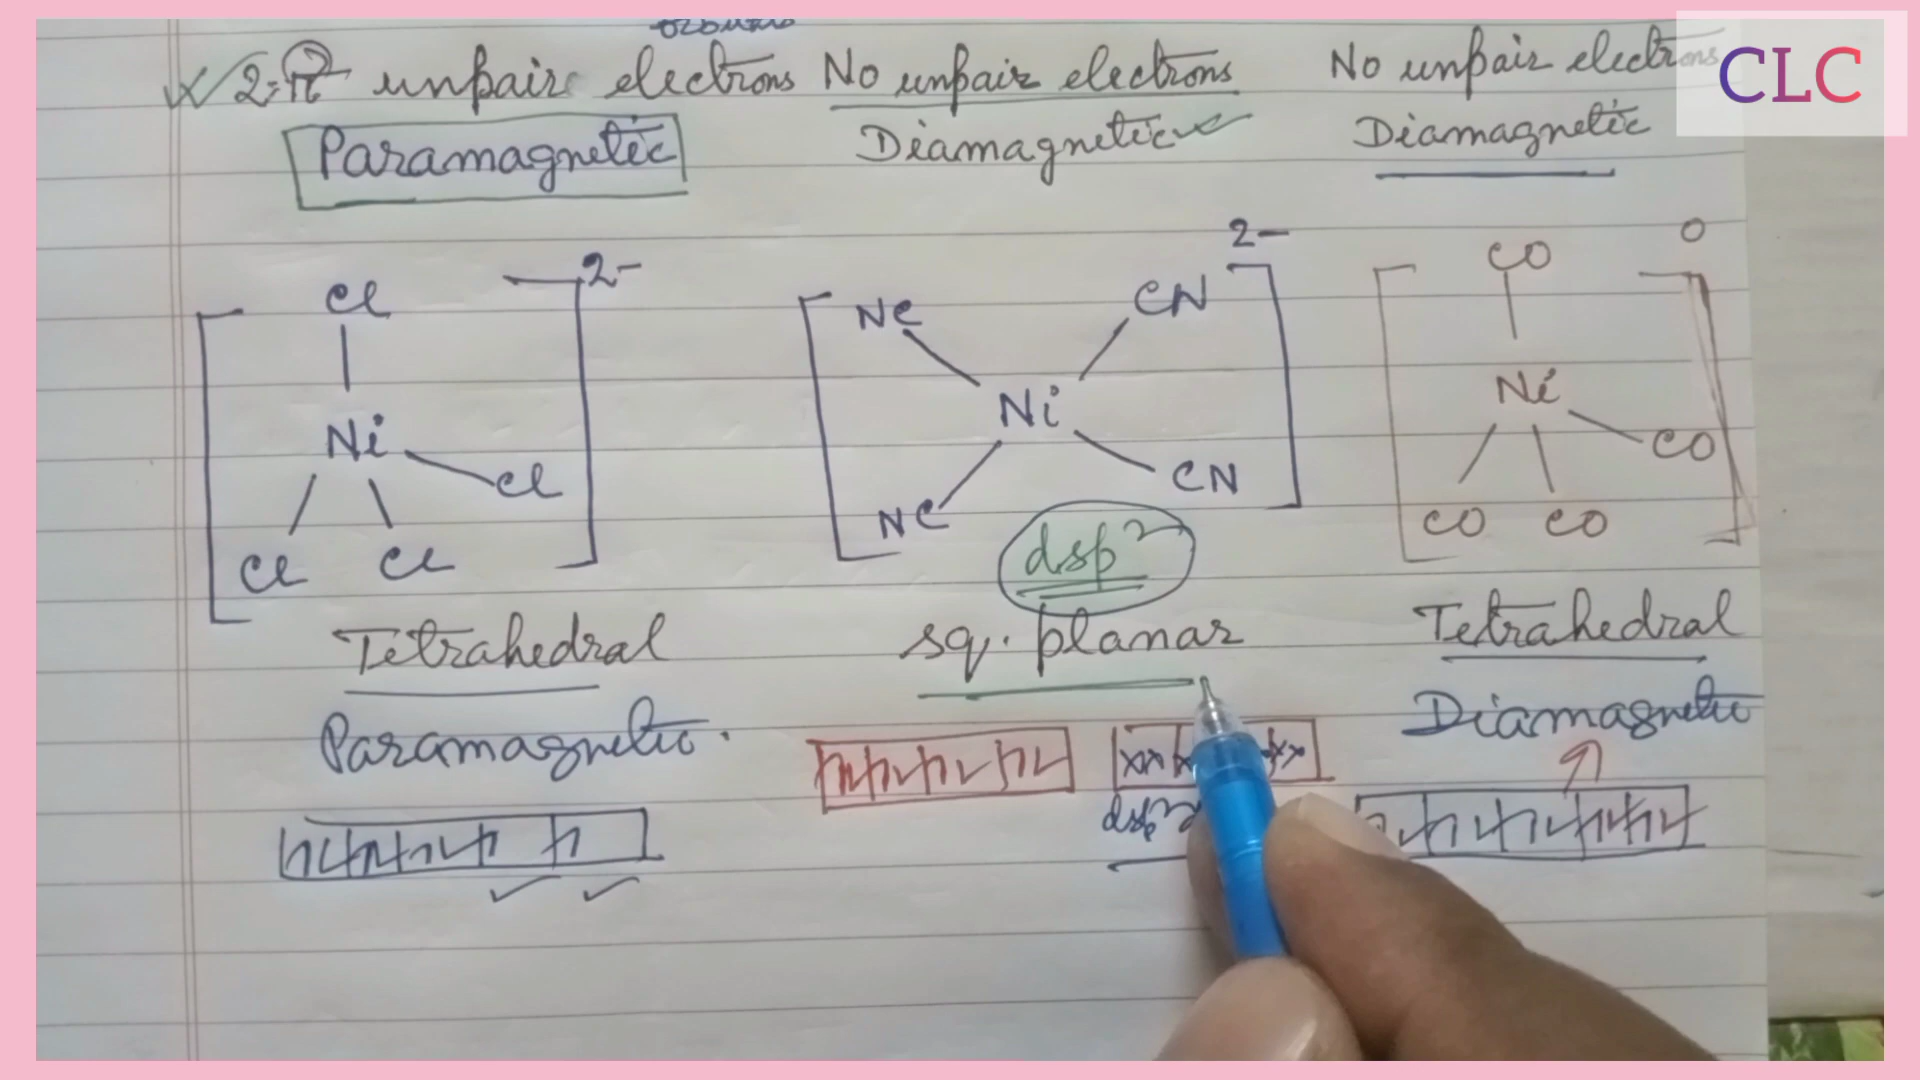 unpair electrons No unpair electrons No unpair electrons
CLC
Paramagnetic Diamagnetic Diamagnetic
2- 2- 0
Cl NC CN CO
Ni Ni Ni
Cl NC CN CO
Cl Cl CO CO
dsp²
Tetrahedral sq. planar Tetrahedral
Paramagnetic. Diamagnetic
xx xx
dsp²